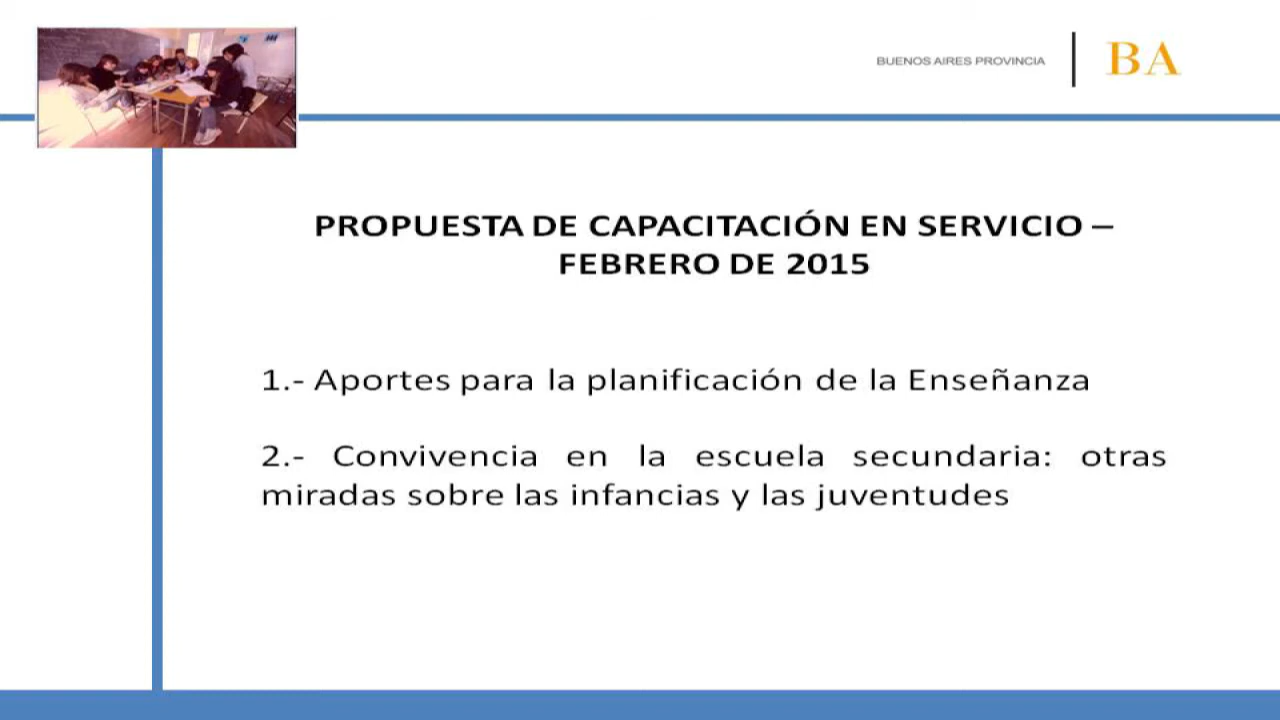 BUENOS AIRES PROVINCIA
BA
PROPUESTA DE CAPACITACIÓN EN SERVICIO –
FEBRERO DE 2015
1.- Aportes para la planificación de la Enseñanza
2.- Convivencia en la escuela secundaria: otras
miradas sobre las infancias y las juventudes